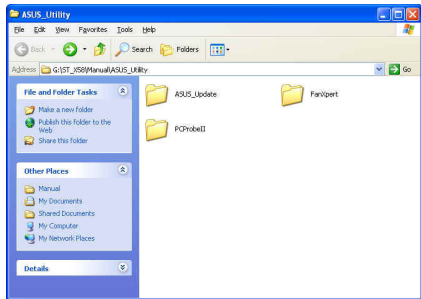 ASUS_Utility
File Edit View Favorites Tools Help
Back Search Folders
Address G:\ST_X58\Manual\ASUS_Utility Go
File and Folder Tasks
Make a new folder
Publish this folder to the Web
Share this folder
Other Places
Manual
My Documents
Shared Documents
My Computer
My Network Places
Details
ASUS_Update
FanXpert
PCProbeII